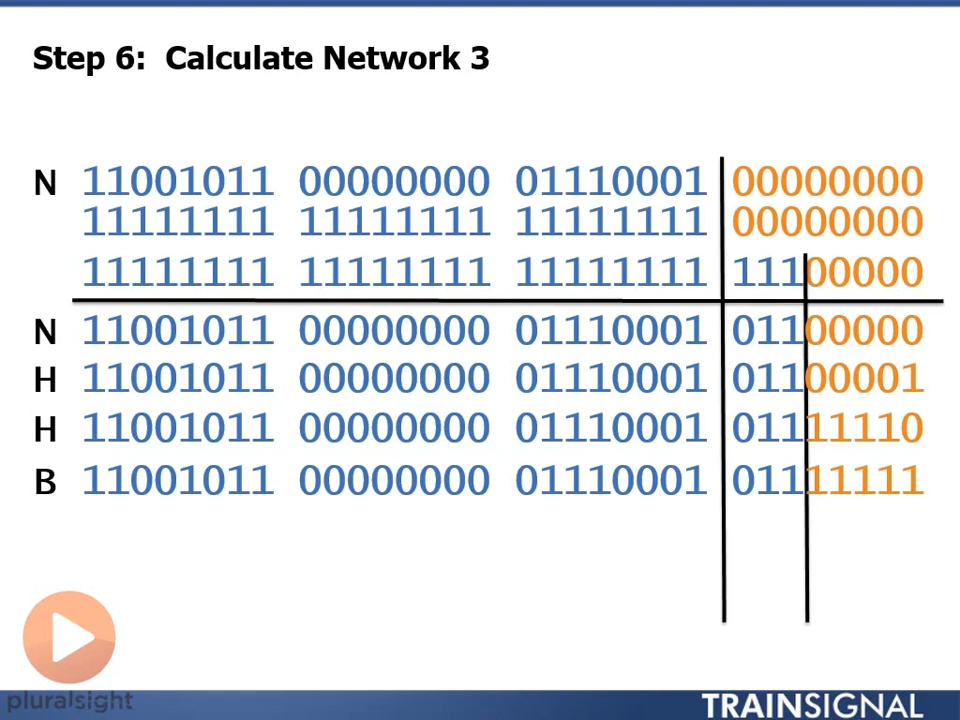 Step 6: Calculate Network 3
N 11001011 00000000 01110001 00000000
11111111 11111111 11111111 00000000
11111111 11111111 11111111 11100000
N 11001011 00000000 01110001 01100000
H 11001011 00000000 01110001 01100001
H 11001011 00000000 01110001 01111110
B 11001011 00000000 01110001 01111111
pluralsight
TRAINSIGNAL